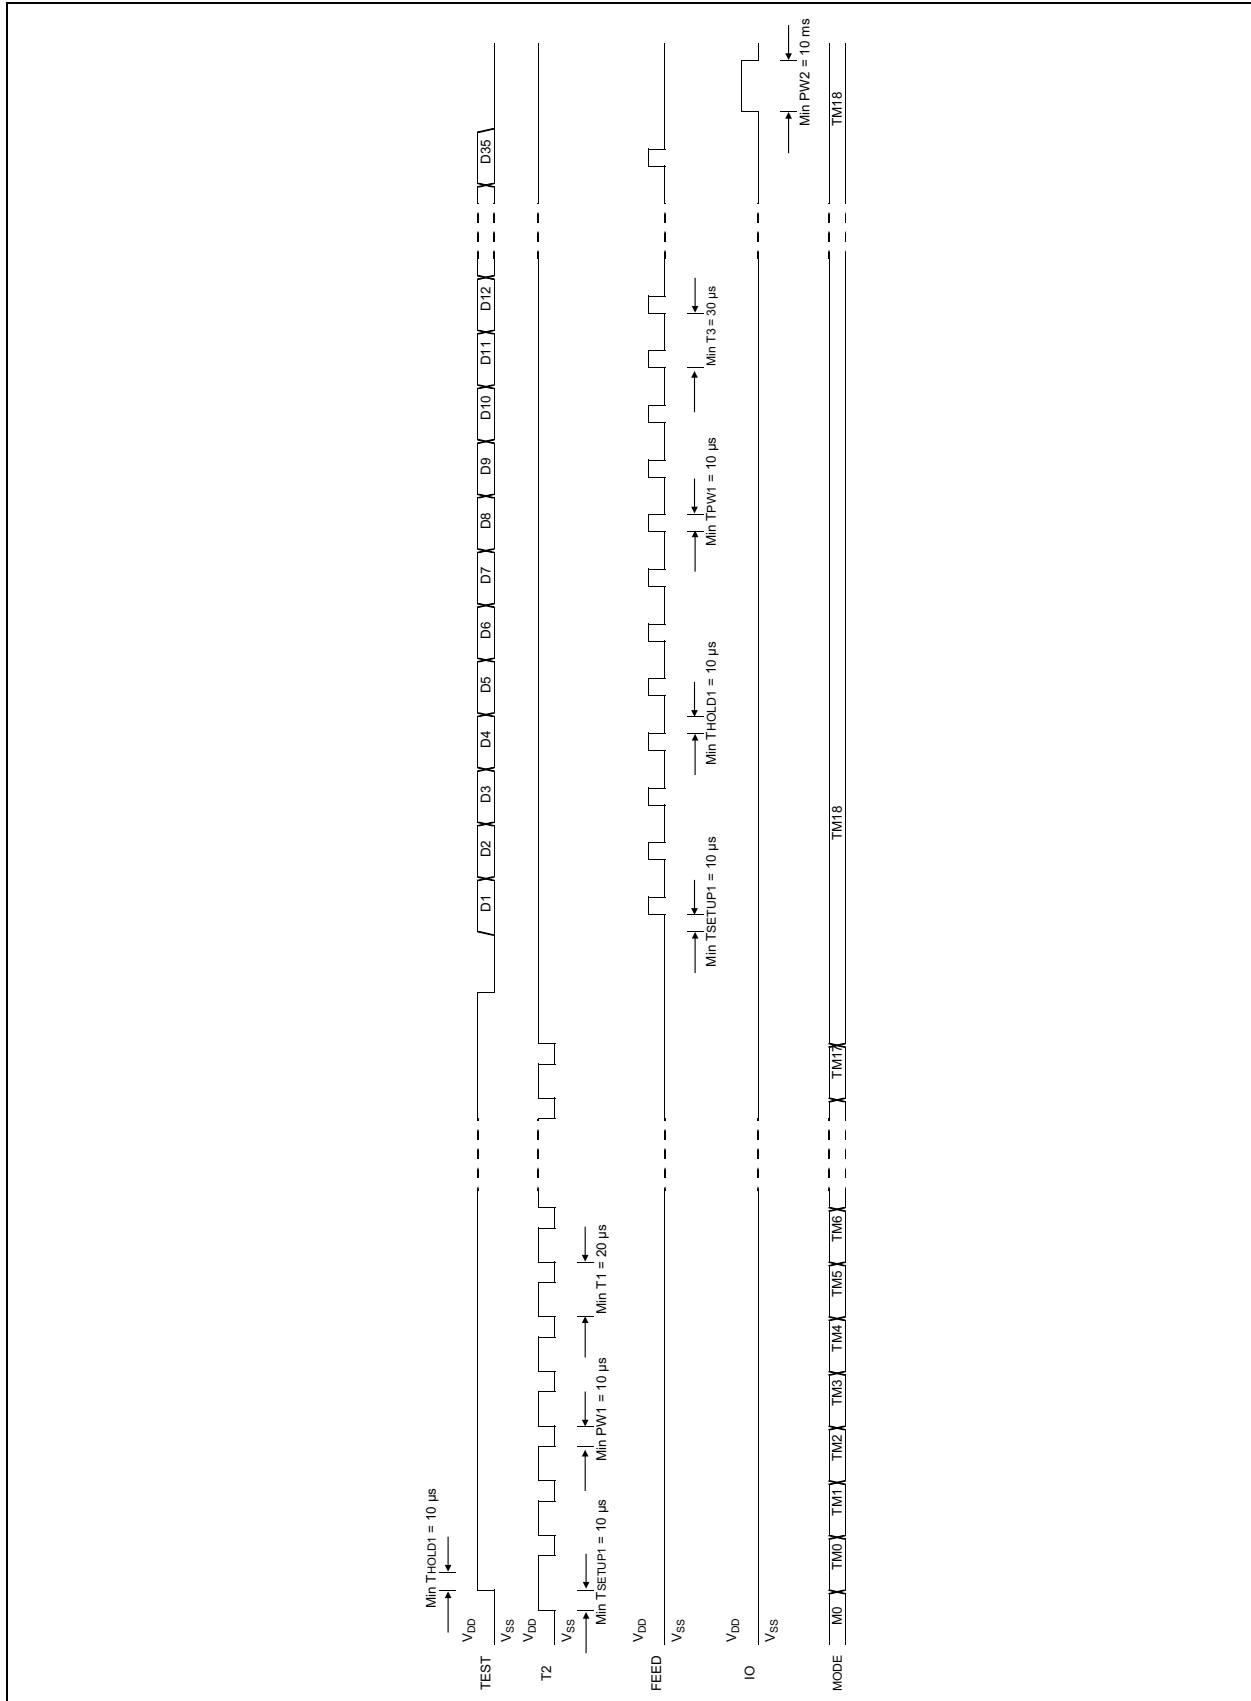 Min THOLD1 = 10 µs
TEST
VDD
VSS
D1
D2
D3
D4
D5
D6
D7
D8
D9
D10
D11
D12
D35
T2
VDD
VSS
Min TSETUP1 = 10 µs
Min PW1 = 10 µs
Min T1 = 20 µs
FEED
VDD
VSS
Min TSETUP1 = 10 µs
Min THOLD1 = 10 µs
Min TPW1 = 10 µs
Min T3 = 30 µs
IO
VDD
VSS
Min PW2 = 10 ms
MODE
M0
TM0
TM1
TM2
TM3
TM4
TM5
TM6
TM17
TM18
TM18